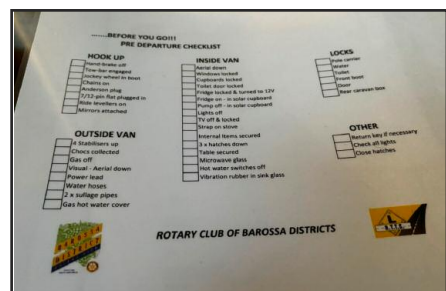 ........BEFORE YOU GO!!!
PRE DEPARTURE CHECKLIST
HOOK UP
Hand-brake off
Tow-bar engaged
Jockey wheel in boot
Chains on
Anderson plug
7/12-pin flat plugged in
Ride levellers on
Mirrors attached
INSIDE VAN
Aerial down
Windows locked
Cupboards locked
Toilet door locked
Fridge locked & turned to 12V
Fridge on - in solar cupboard
Pump off - in solar cupboard
Lights off
TV off & locked
Strap on stove
Internal Items secured
3 x hatches down
Table secured
Microwave glass
Hot water switches off
Vibration rubber in sink glass
LOCKS
Pole carrier
Water
Toilet
Front lever
Door
Rear caravan box
OUTSIDE VAN
4 Stabilisers up
Chocs collected
Gas off
Visual - Aerial down
Power lead
Water hoses
2 x sullage pipes
Gas hot water cover
OTHER
Return key if necessary
Check all lights
Close hatches
BAROSSA
DISTRICT
ROTARY CLUB OF BAROSSA DISTRICTS